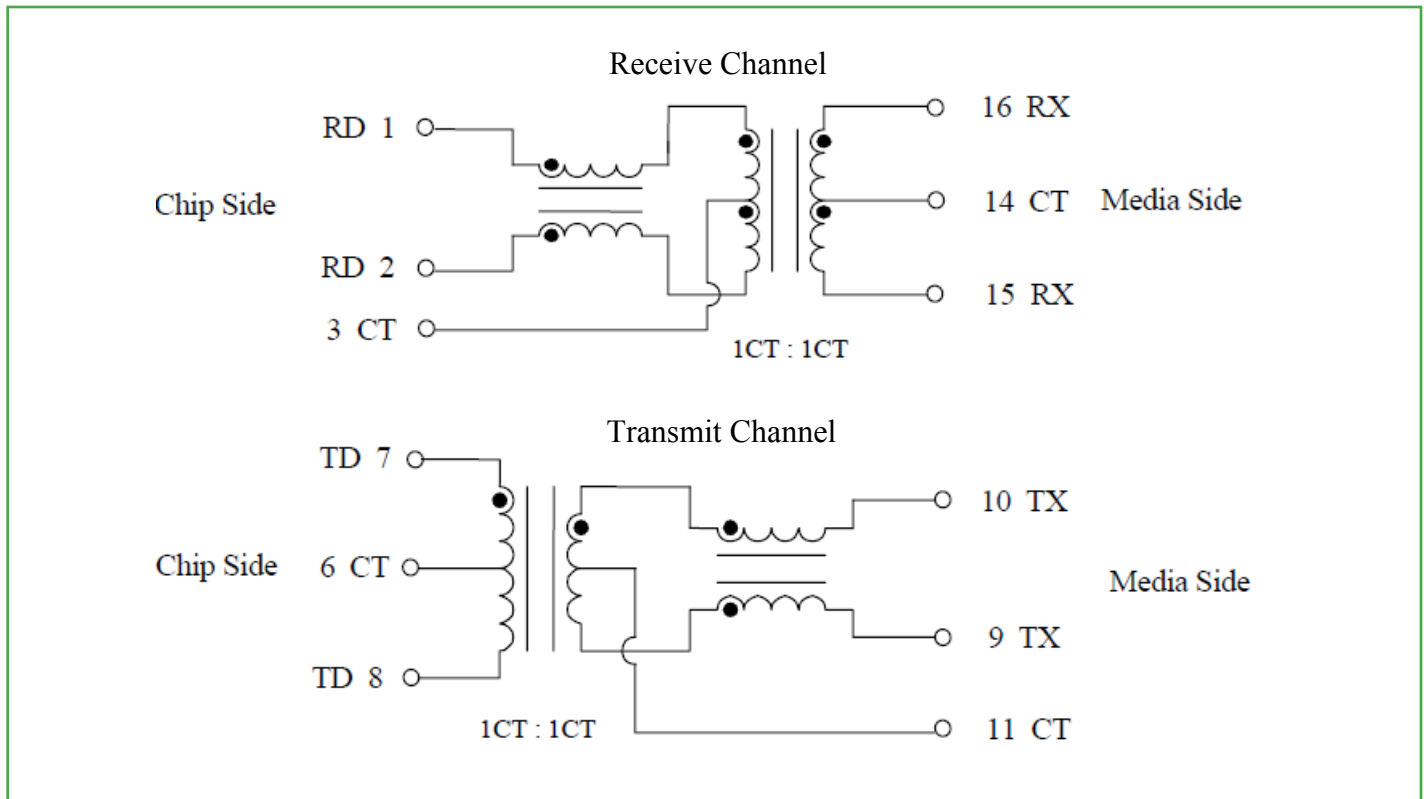 Receive Channel
RD 1
16 RX
Chip Side
14 CT Media Side
RD 2
15 RX
3 CT
1CT : 1CT
Transmit Channel
TD 7
10 TX
Chip Side 6 CT
Media Side
9 TX
TD 8
1CT : 1CT
11 CT